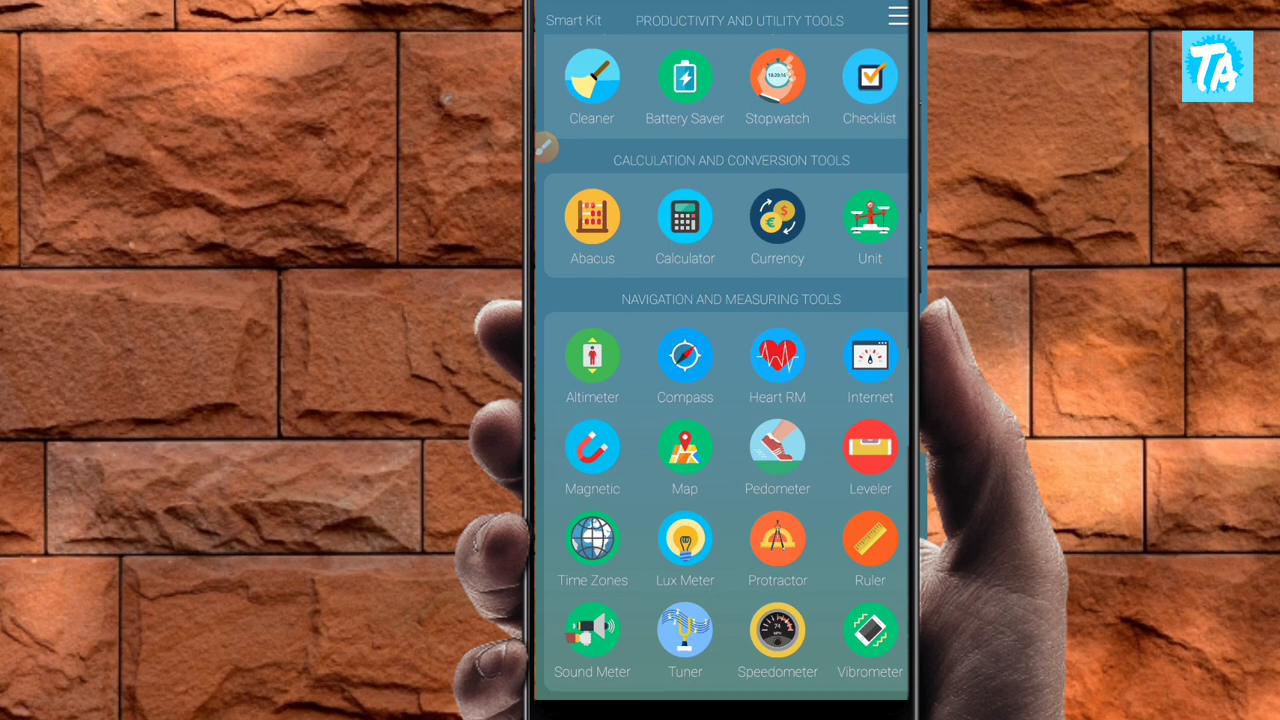 Smart Kit PRODUCTIVITY AND UTILITY TOOLS
TA
Cleaner Battery Saver Stopwatch Checklist
CALCULATION AND CONVERSION TOOLS
Abacus Calculator Currency Unit
NAVIGATION AND MEASURING TOOLS
Altimeter Compass Heart RM Internet
Magnetic Map Pedometer Leveler
Time Zones Lux Meter Protractor Ruler
74
MPH
Sound Meter Tuner Speedometer Vibrometer